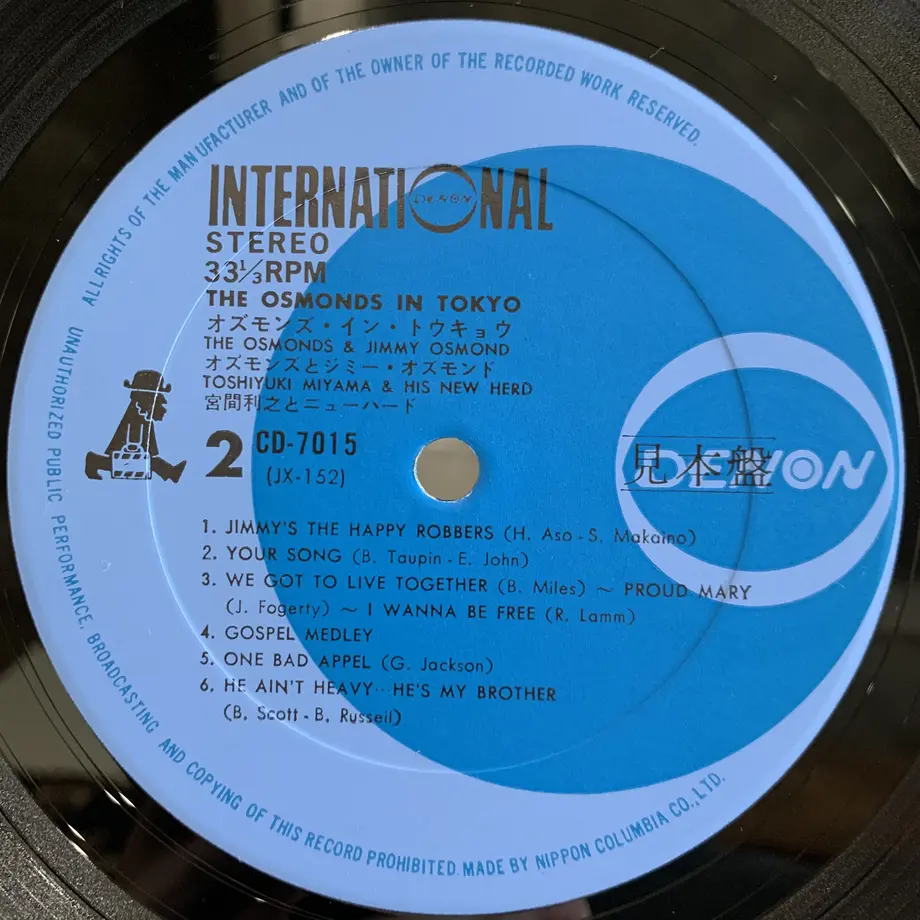 ALL RIGHTS OF THE MANUFACTURER AND OF THE OWNER OF THE RECORDED WORK RESERVED.
INTERNATIONAL
DENON
STEREO
33⅓RPM
THE OSMONDS IN TOKYO
オズモンズ・イン・トウキョウ
THE OSMONDS & JIMMY OSMOND
オズモンズとジミー・オズモンド
TOSHIYUKI MIYAMA & HIS NEW HERD
宮間利之とニューハード
2 CD-7015
(JX-152)
見本盤
DENON
1. JIMMY'S THE HAPPY ROBBERS (H. Aso - S. Makaino)
2. YOUR SONG (B. Taupin - E. John)
3. WE GOT TO LIVE TOGETHER (B. Miles) ~ PROUD MARY
(J. Fogerty) ~ I WANNA BE FREE (R. Lamm)
4. GOSPEL MEDLEY
5. ONE BAD APPEL (G. Jackson)
6. HE AIN'T HEAVY…HE'S MY BROTHER
(B. Scott - B. Russell)
UNAUTHORIZED PUBLIC PERFORMANCE, BROADCASTING AND COPYING OF THIS RECORD PROHIBITED. MADE BY NIPPON COLUMBIA CO., LTD.